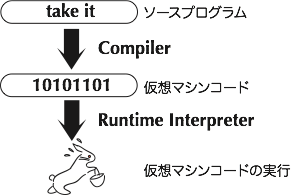 take it
ソースプログラム
Compiler
10101101
仮想マシンコード
Runtime Interpreter
仮想マシンコードの実行